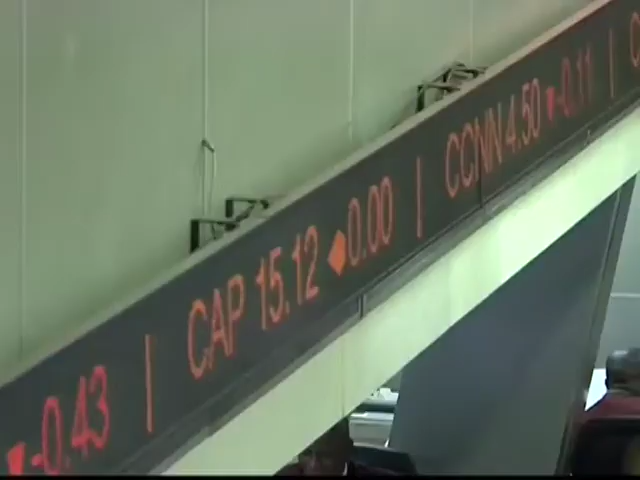 ▼-0.43 | CAP 15.12 ◆0.00 | CCNN 4.50 ▼-0.11 | C